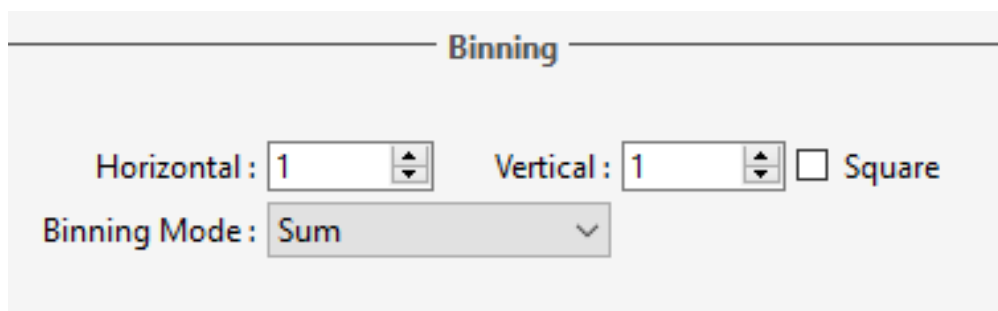 Binning
Horizontal : 1 Vertical : 1 Square
Binning Mode : Sum